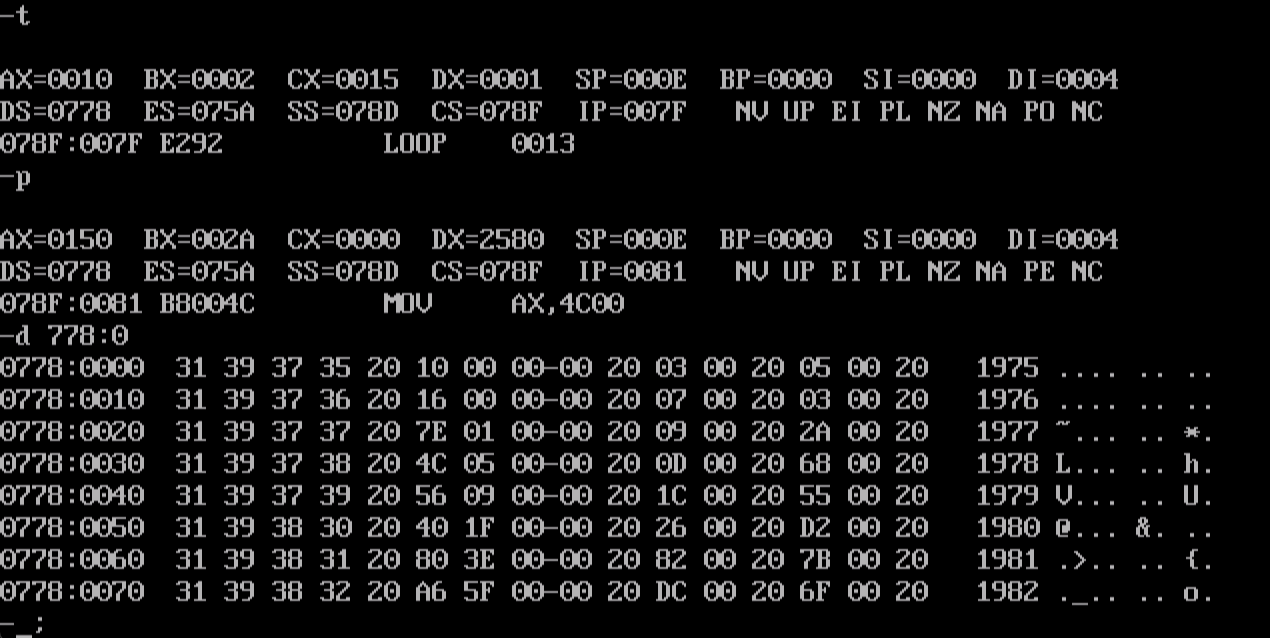 -t
AX=0010  BX=0002  CX=0015  DX=0001  SP=000E  BP=0000  SI=0000  DI=0004
DS=0778  ES=075A  SS=078D  CS=078F  IP=007F   NV UP EI PL NZ NA PO NC
078F:007F E292          LOOP    0013
-p
AX=0150  BX=002A  CX=0000  DX=2580  SP=000E  BP=0000  SI=0000  DI=0004
DS=0778  ES=075A  SS=078D  CS=078F  IP=0081   NV UP EI PL NZ NA PE NC
078F:0081 B8004C        MOV     AX,4C00
-d 778:0
0778:0000  31 39 37 35 20 10 00 00-00 20 03 00 20 05 00 20   1975 .... .. ..
0778:0010  31 39 37 36 20 16 00 00-00 20 07 00 20 03 00 20   1976 .... .. ..
0778:0020  31 39 37 37 20 7E 01 00-00 20 09 00 20 2A 00 20   1977 ~... .. *.
0778:0030  31 39 37 38 20 4C 05 00-00 20 0D 00 20 68 00 20   1978 L... .. h.
0778:0040  31 39 37 39 20 56 09 00-00 20 1C 00 20 55 00 20   1979 V... .. U.
0778:0050  31 39 38 30 20 40 1F 00-00 20 26 00 20 D2 00 20   1980 @... &. ..
0778:0060  31 39 38 31 20 80 3E 00-00 20 82 00 20 7B 00 20   1981 .>.. .. {.
0778:0070  31 39 38 32 20 A6 5F 00-00 20 DC 00 20 6F 00 20   1982 ._.. .. o.
-_;